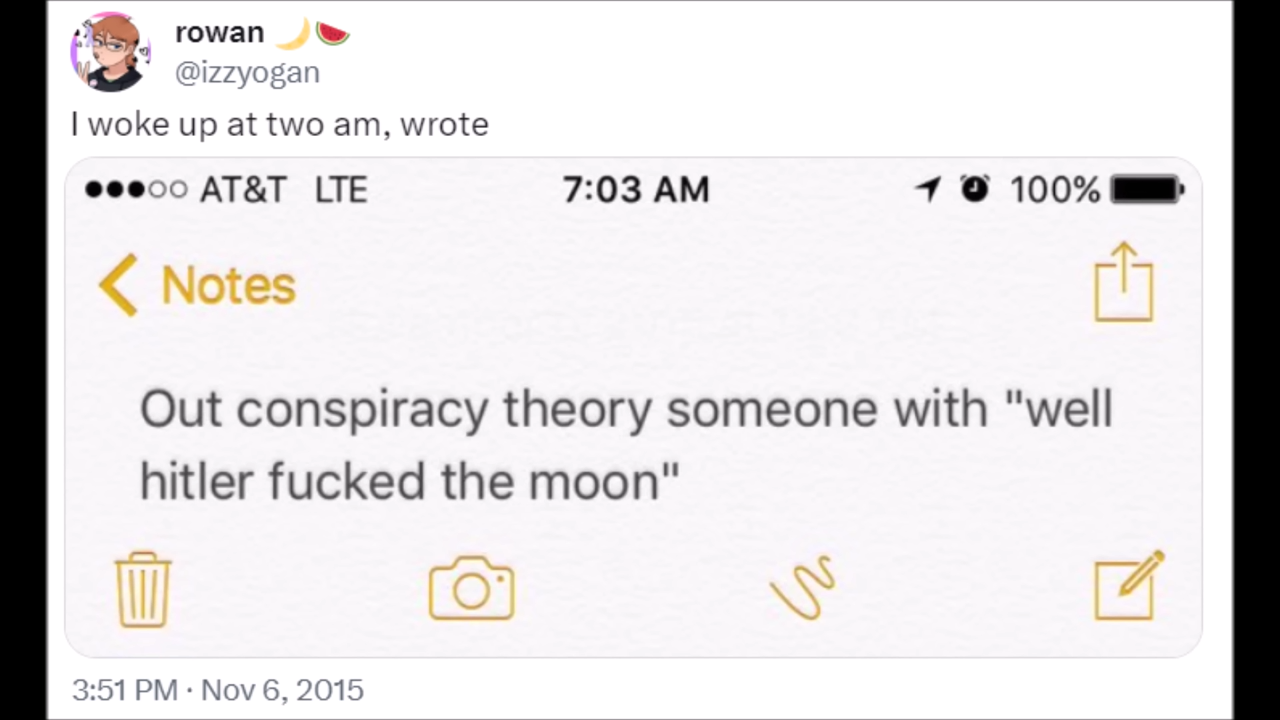 rowan 🌙🍉
@izzyogan
I woke up at two am, wrote
AT&T LTE 7:03 AM 100%
Notes
Out conspiracy theory someone with "well
hitler fucked the moon"
3:51 PM · Nov 6, 2015